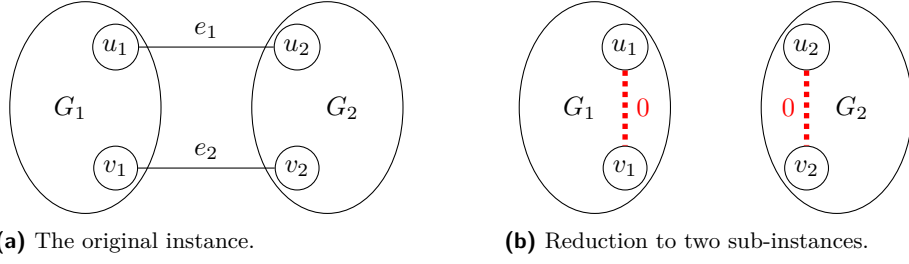 u1 e1 u2 u1 u2
G1 G2 G1 0 0 G2
v1 e2 v2 v1 v2
(a) The original instance. (b) Reduction to two sub-instances.